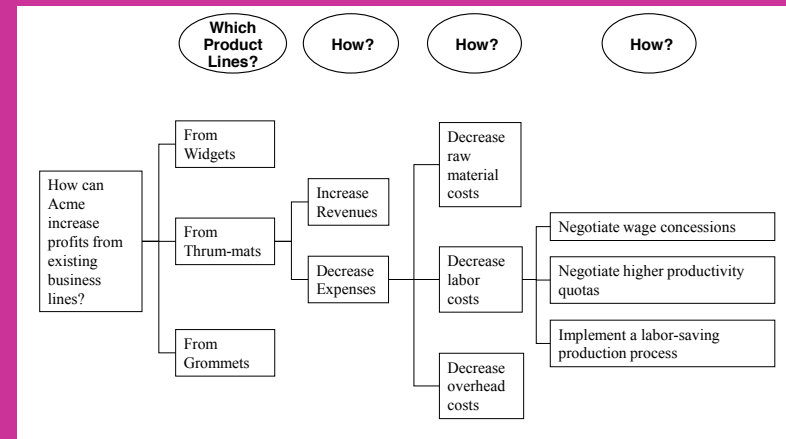 Which
Product
Lines?
How?
How?
How?
How can
Acme
increase
profits from
existing
business
lines?
From
Widgets
From
Thrum-mats
From
Grommets
Increase
Revenues
Decrease
Expenses
Decrease
raw
material
costs
Decrease
labor
costs
Decrease
overhead
costs
Negotiate wage concessions
Negotiate higher productivity
quotas
Implement a labor-saving
production process